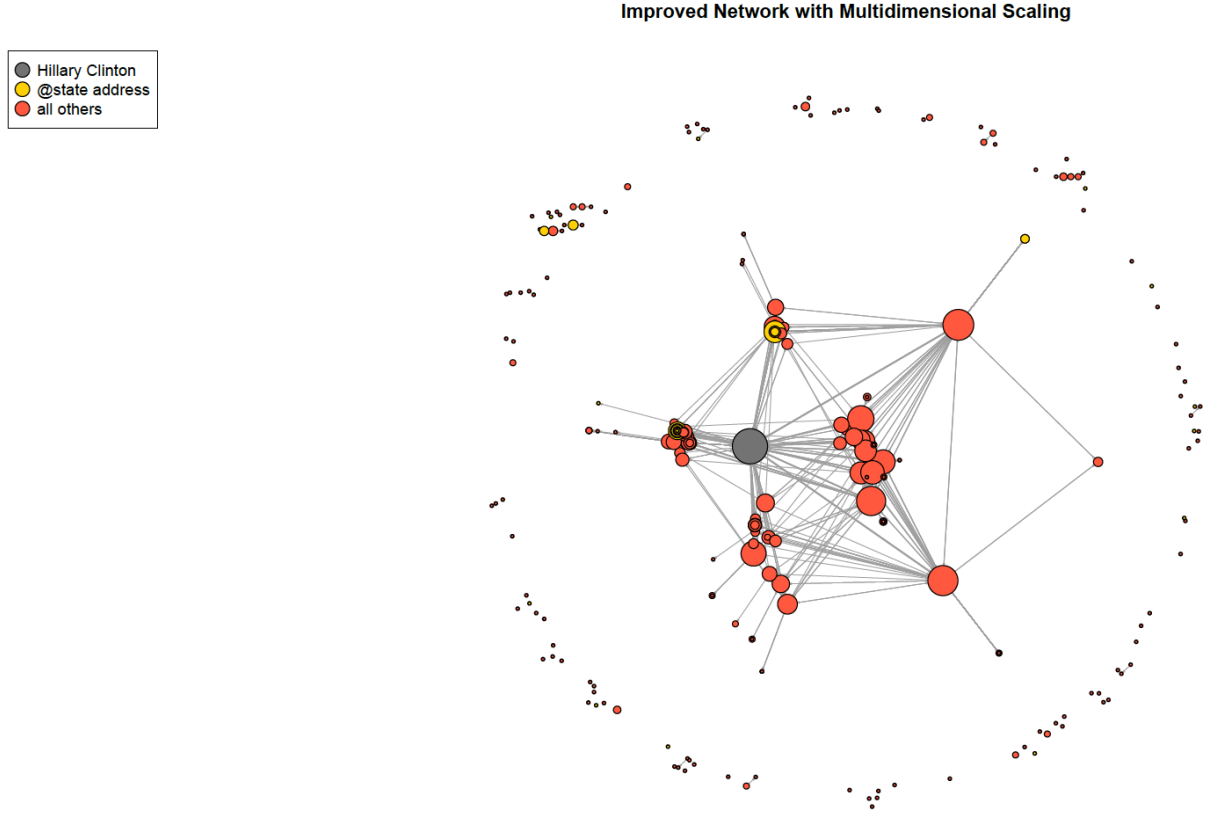 Improved Network with Multidimensional Scaling
Hillary Clinton
@state address
all others